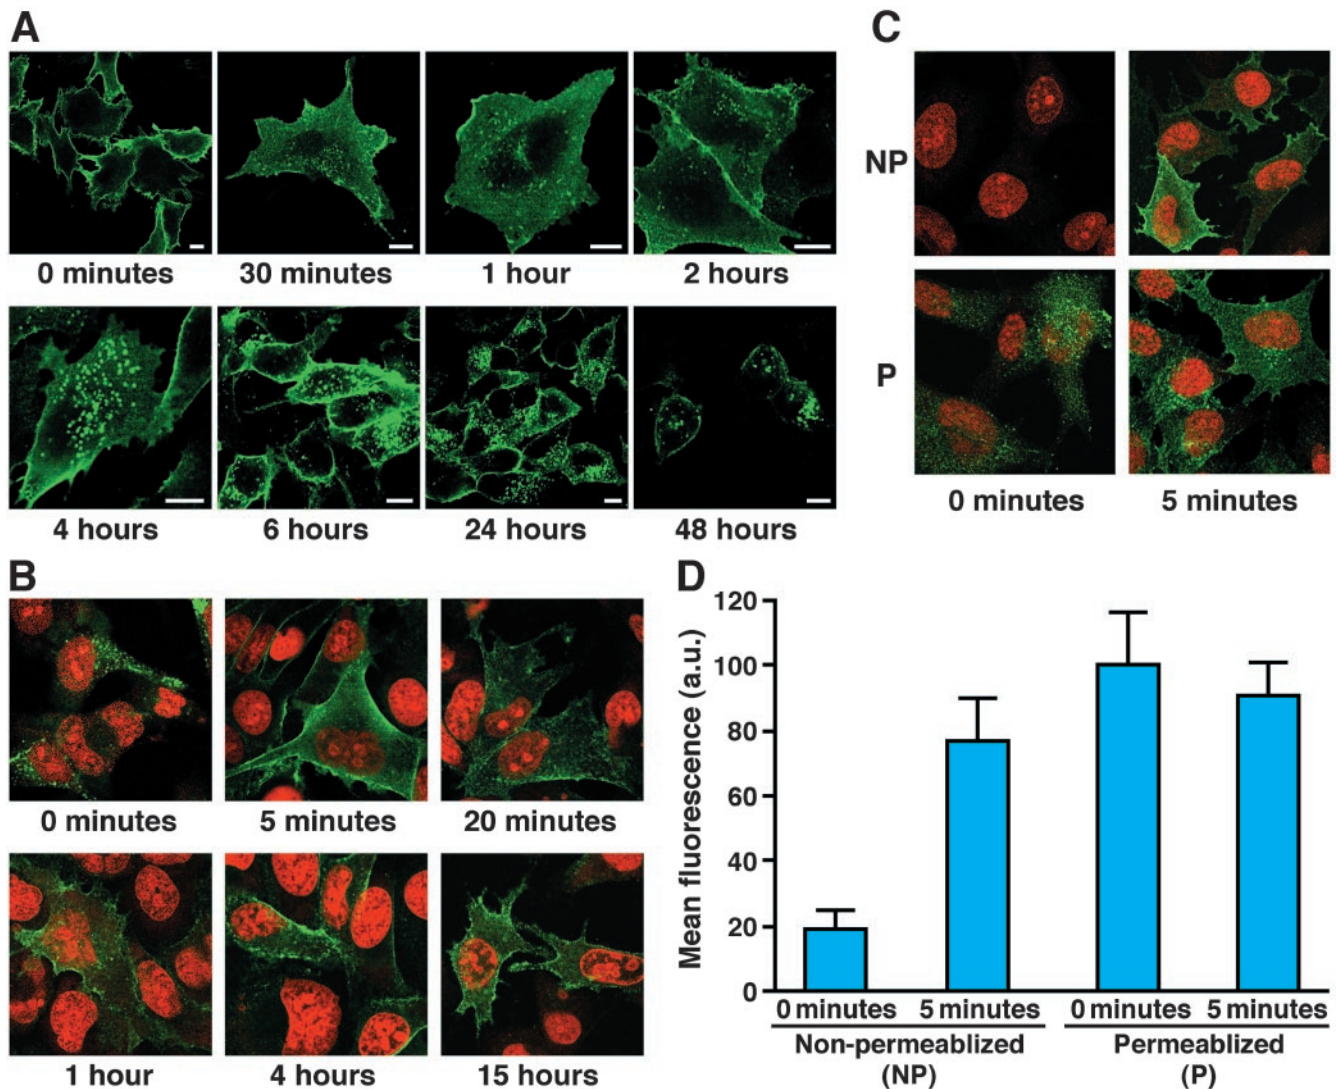 A
0 minutes
30 minutes
1 hour
2 hours
4 hours
6 hours
24 hours
48 hours
B
0 minutes
5 minutes
20 minutes
1 hour
4 hours
15 hours
C
NP
P
0 minutes
5 minutes
D
Mean fluorescence (a.u.)
120
100
80
60
40
20
0
0 minutes 5 minutes 0 minutes 5 minutes
Non-permeablized Permeablized
(NP) (P)